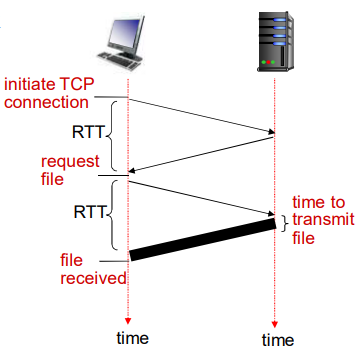 initiate TCP
connection
RTT
request
file
RTT
time to
transmit
file
file
received
time
time